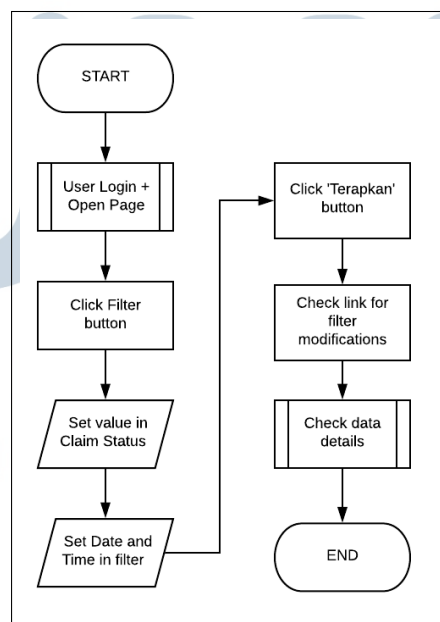 START
User Login +
Open Page
Click Filter
button
Set value in
Claim Status
Set Date and
Time in filter
Click 'Terapkan'
button
Check link for
filter
modifications
Check data
details
END